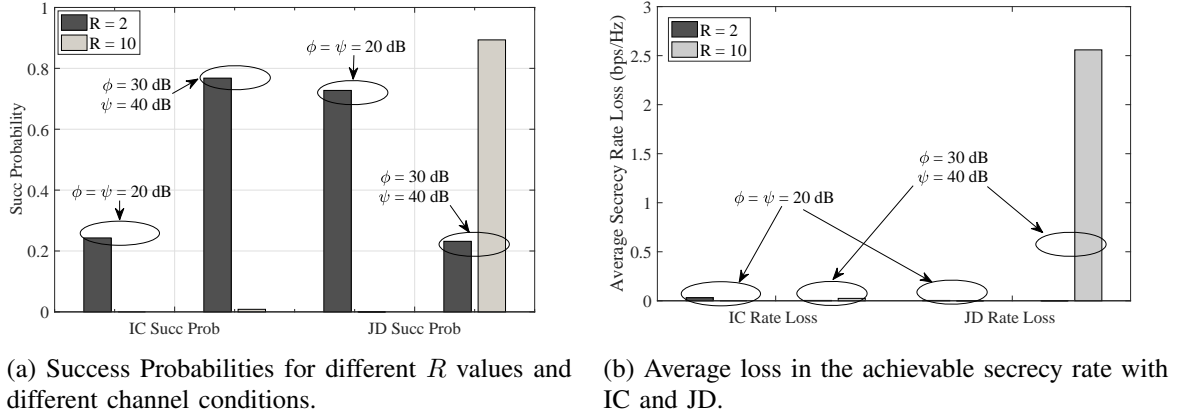 R = 2
R = 10
ϕ = 30 dB
ψ = 40 dB
ϕ = ψ = 20 dB
ϕ = ψ = 20 dB
ϕ = 30 dB
ψ = 40 dB
Succ Probability
1
0.8
0.6
0.4
0.2
0
IC Succ Prob
JD Succ Prob
(a) Success Probabilities for different R values and
different channel conditions.
R = 2
R = 10
ϕ = 30 dB
ψ = 40 dB
ϕ = ψ = 20 dB
Average Secrecy Rate Loss (bps/Hz)
3
2.5
2
1.5
1
0.5
0
IC Rate Loss
JD Rate Loss
(b) Average loss in the achievable secrecy rate with
IC and JD.